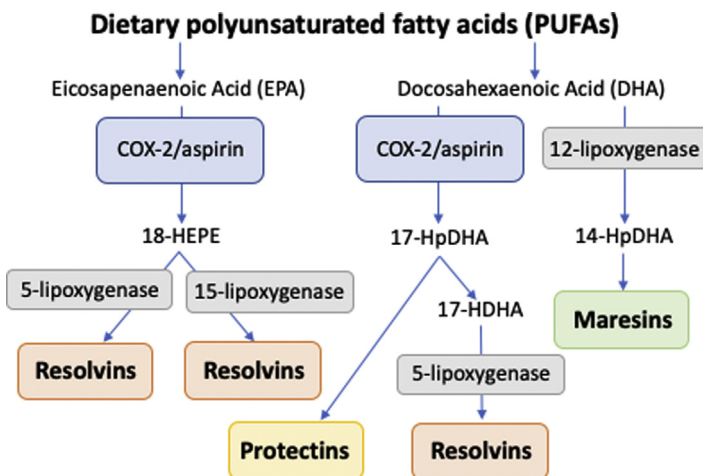 Dietary polyunsaturated fatty acids (PUFAs)
Eicosapenaenoic Acid (EPA)
Docosahexaenoic Acid (DHA)
COX-2/aspirin
COX-2/aspirin
12-lipoxygenase
18-HEPE
17-HpDHA
14-HpDHA
5-lipoxygenase
15-lipoxygenase
17-HDHA
Maresins
Resolvins
Resolvins
5-lipoxygenase
Protectins
Resolvins